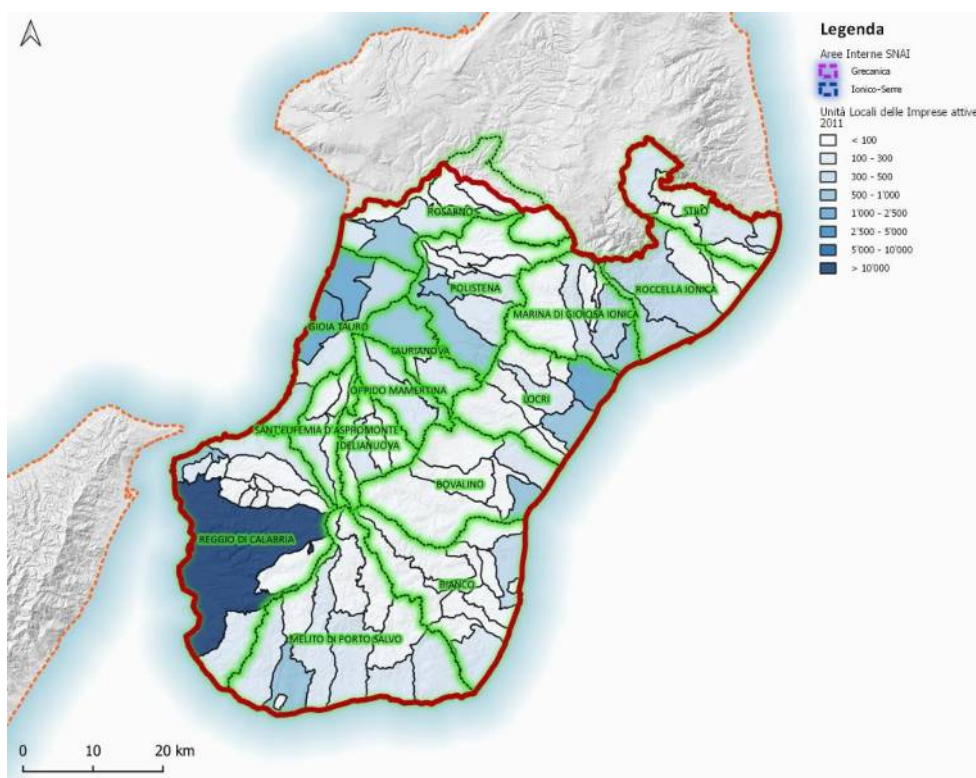 Legenda
Aree Interne SNAI
Grecanica
Ionico-Serre
Unità Locali delle Imprese attive
2011
< 100
100 - 300
300 - 500
500 - 1'000
1'000 - 2'500
2'500 - 5'000
5'000 - 10'000
> 10'000
ROSARNO
STILO
POLISTENA
ROCCELLA IONICA
MARINA DI GIOIOSA IONICA
GIOIA TAURO
TAURIANOVA
OPPIDO MAMERTINA
LOCRI
SANT'EUFEMIA D'ASPROMONTE
DELIANUOVA
BOVALINO
REGGIO DI CALABRIA
BIANCO
MELITO DI PORTO SALVO
0 10 20 km